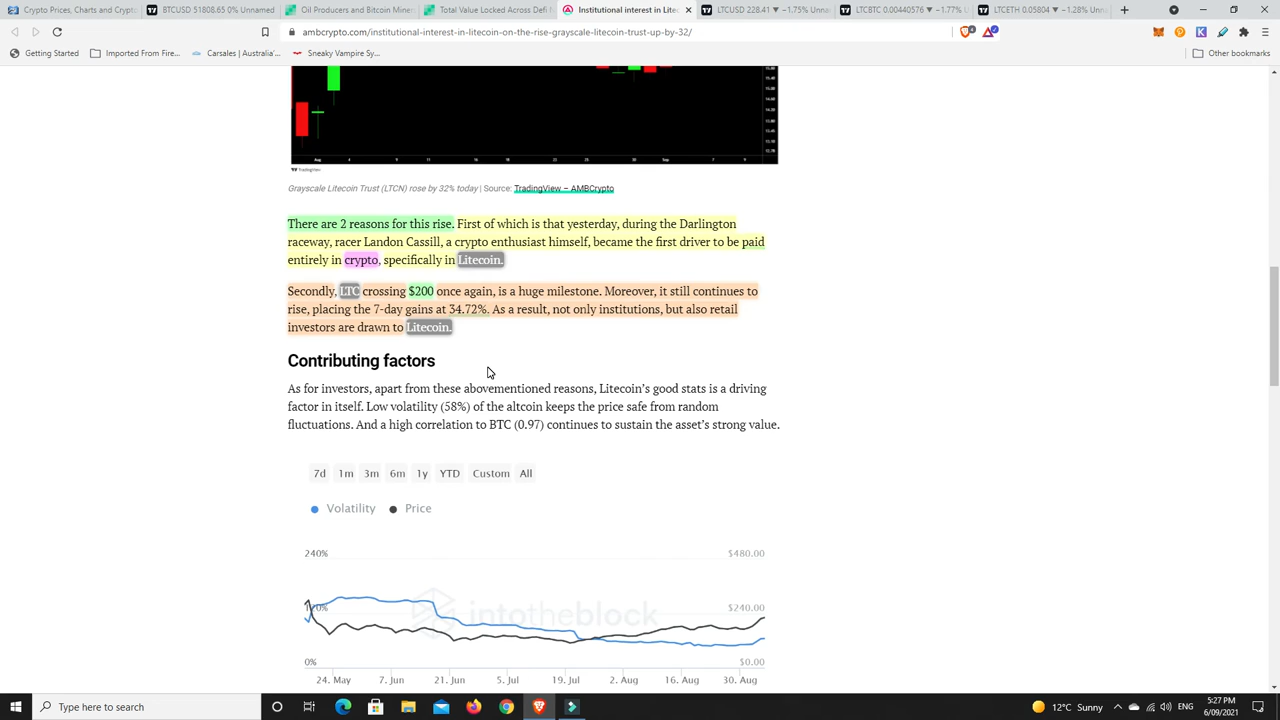 Crypto Prices, Charts and Crypto
BTCUSD 51808.65 0% Unnamed
Oil Producers and Bitcoin Miner
Total Value Locked Across Defi
Institutional interest in Litec
LTCUSD 228.41 −1.75% Unna
LTCBTC 0.00440576 −1.77% U
LTCETH 0.05804 −1.28% Unn
ambcrypto.com/institutional-interest-in-litecoin-on-the-rise-grayscale-litecoin-trust-up-by-32/
Getting Started
Imported From Fire...
Carsales | Australia'...
Sneaky Vampire Sy...
Other bookmarks
Aug
Sep
TradingView
Grayscale Litecoin Trust (LTCN) rose by 32% today | Source: TradingView – AMBCrypto
There are 2 reasons for this rise. First of which is that yesterday, during the Darlington
raceway, racer Landon Cassill, a crypto enthusiast himself, became the first driver to be paid
entirely in crypto, specifically in Litecoin.
Secondly, LTC crossing $200 once again, is a huge milestone. Moreover, it still continues to
rise, placing the 7-day gains at 34.72%. As a result, not only institutions, but also retail
investors are drawn to Litecoin.
Contributing factors
As for investors, apart from these abovementioned reasons, Litecoin's good stats is a driving
factor in itself. Low volatility (58%) of the altcoin keeps the price safe from random
fluctuations. And a high correlation to BTC (0.97) continues to sustain the asset's strong value.
7d 1m 3m 6m 1y YTD Custom All
Volatility Price
240% $480.00
120% $240.00
intotheblock
0% $0.00
24. May 7. Jun 21. Jun 5. Jul 19. Jul 2. Aug 16. Aug 30. Aug
Type here to search
12°C Sunny
ENG
5:27 PM
6/09/2021